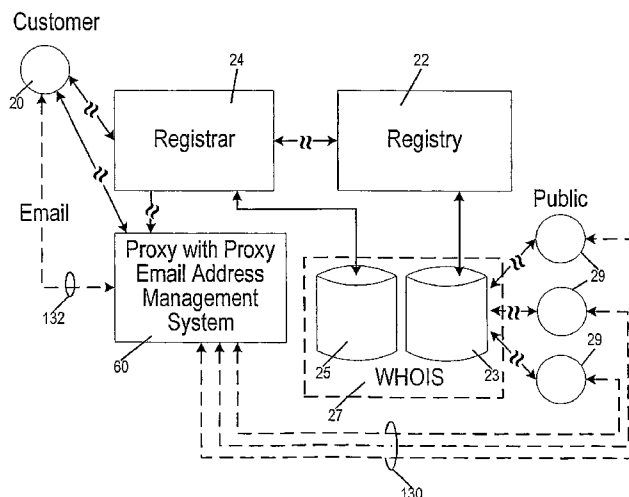 Customer
20
24
22
Registrar
Registry
Public
Email
Proxy with Proxy
Email Address
Management
System
132
60
29
29
29
25
23
WHOIS
27
130